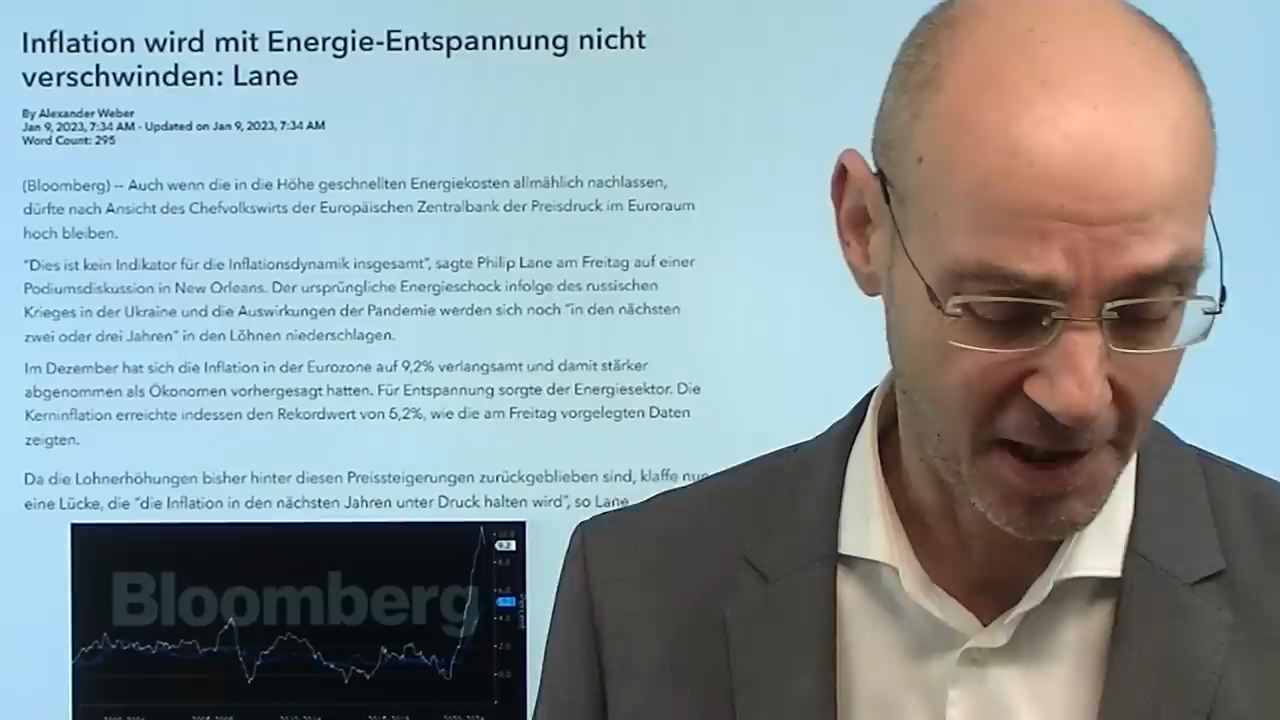 Inflation wird mit Energie-Entspannung nicht
verschwinden: Lane
By Alexander Weber
Jan 9, 2023, 7:34 AM - Updated on Jan 9, 2023, 7:34 AM
Word Count: 295
(Bloomberg) -- Auch wenn die in die Höhe geschnellten Energiekosten allmählich nachlassen,
dürfte nach Ansicht des Chefvolkswirts der Europäischen Zentralbank der Preisdruck im Euroraum
hoch bleiben.
"Dies ist kein Indikator für die Inflationsdynamik insgesamt", sagte Philip Lane am Freitag auf einer
Podiumsdiskussion in New Orleans. Der ursprüngliche Energieschock infolge des russischen
Krieges in der Ukraine und die Auswirkungen der Pandemie werden sich noch "in den nächsten
zwei oder drei Jahren" in den Löhnen niederschlagen.
Im Dezember hat sich die Inflation in der Eurozone auf 9,2% verlangsamt und damit stärker
abgenommen als Ökonomen vorhergesagt hatten. Für Entspannung sorgte der Energiesektor. Die
Kerninflation erreichte indessen den Rekordwert von 5,2%, wie die am Freitag vorgelegten Daten
zeigten.
Da die Lohnerhöhungen bisher hinter diesen Preissteigerungen zurückgeblieben sind, klaffe
eine Lücke, die "die Inflation in den nächsten Jahren unter Druck halten wird", so Lane
Bloomberg
9.2